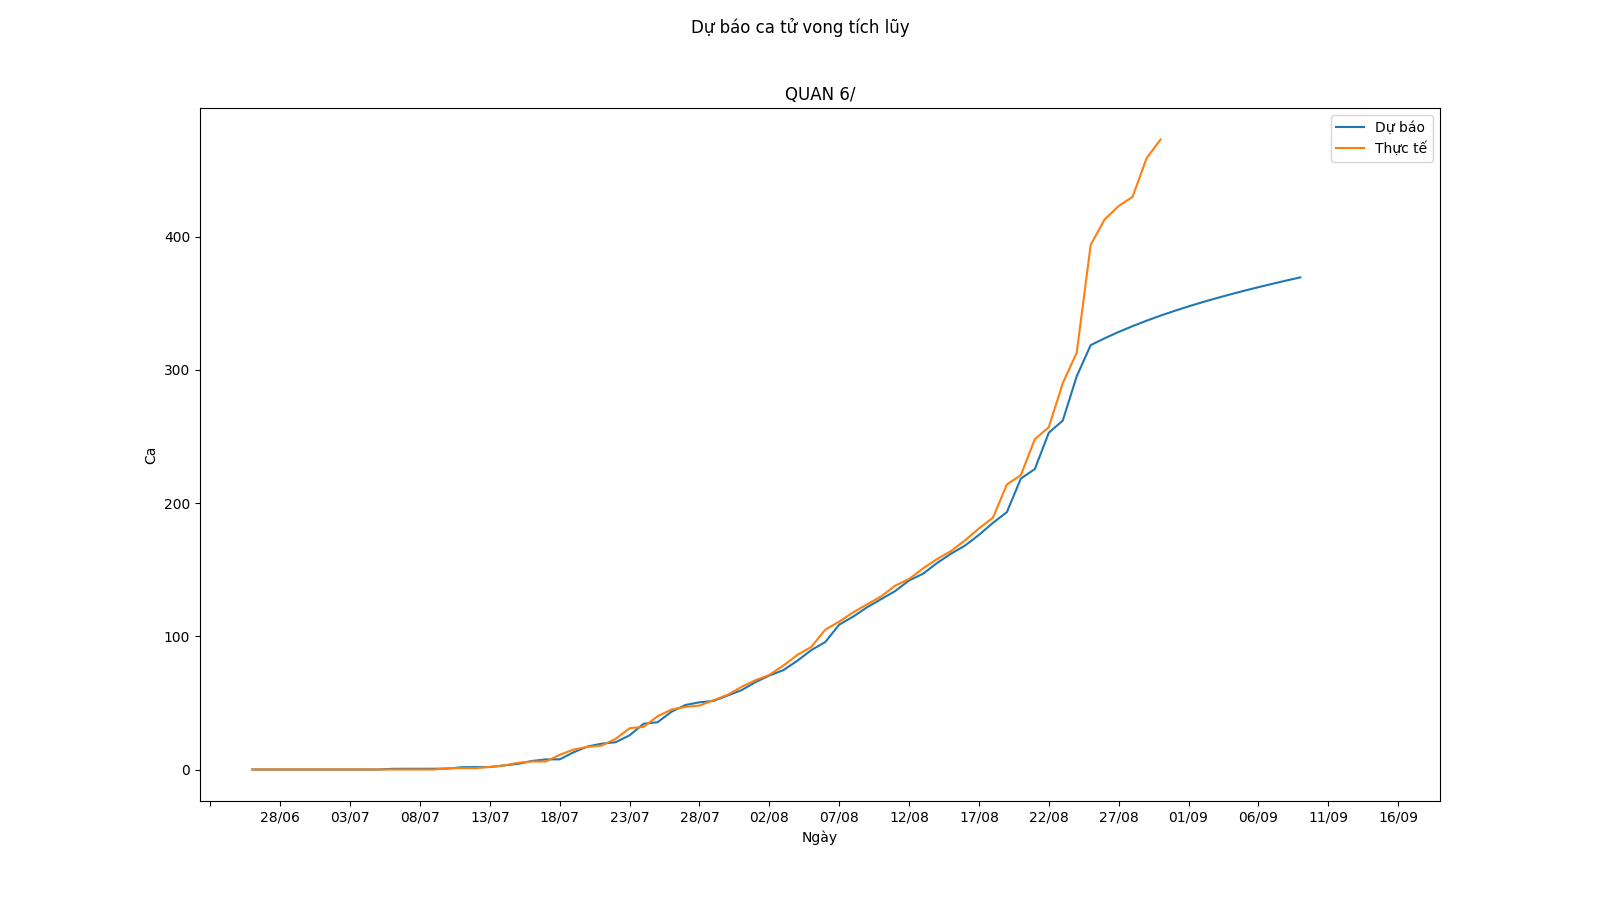 Dự báo ca tử vong tích lũy
QUAN 6/
Dự báo
Thực tế
400
300
200
100
0
Ca
28/06 03/07 08/07 13/07 18/07 23/07 28/07 02/08 07/08 12/08 17/08 22/08 27/08 01/09 06/09 11/09 16/09
Ngày